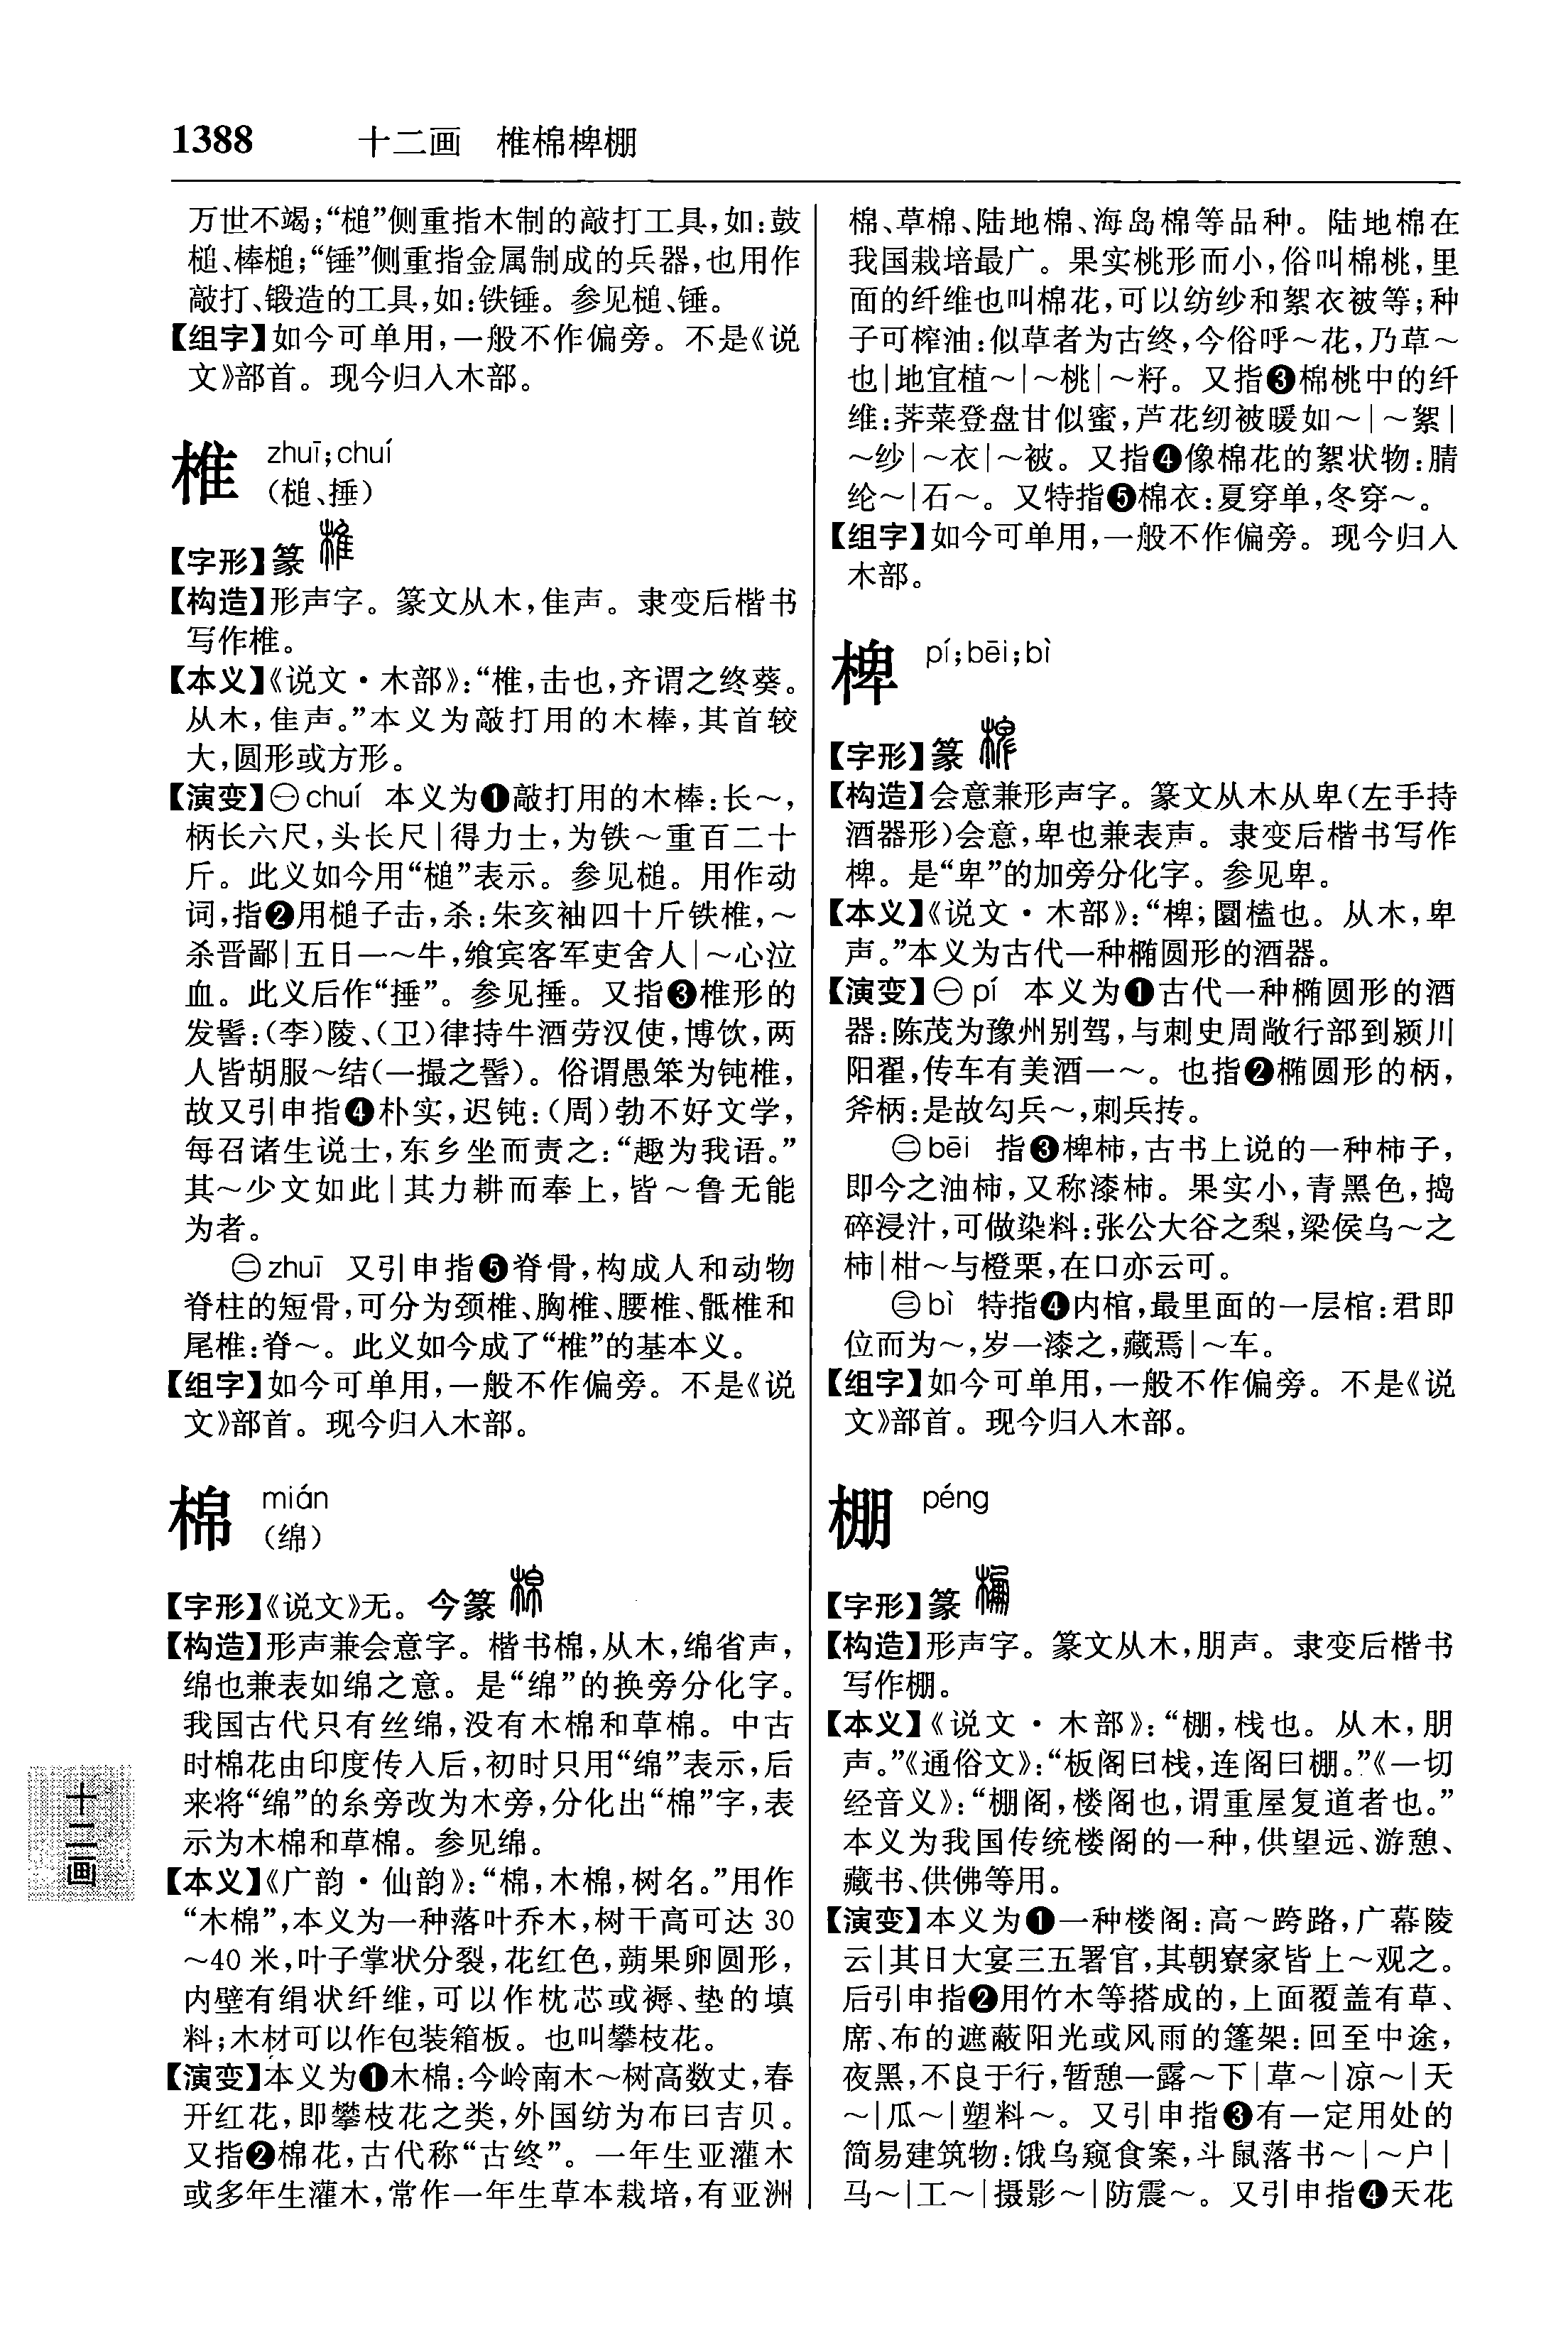 1388 十二画 椎棉椑棚
万世不竭;“槌”侧重指木制的敲打工具,如:鼓
槌、棒槌;“锤”侧重指金属制成的兵器,也用作
敲打、锻造的工具,如:铁锤。参见槌、锤。
【组字】如今可单用,一般不作偏旁。不是《说
文》部首。现今归入木部。
椎 zhuī;chuí
(槌、捶)
【字形】篆
【构造】形声字。篆文从木,隹声。隶变后楷书
写作椎。
【本义】《说文·木部》:“椎,击也,齐谓之终葵。
从木,隹声。”本义为敲打用的木棒,其首较
大,圆形或方形。
【演变】㊀chuí 本义为❶敲打用的木棒:长～,
柄长六尺,头长尺|得力士,为铁～重百二十
斤。此义如今用“槌”表示。参见槌。用作动
词,指❷用槌子击,杀:朱亥袖四十斤铁椎,～
杀晋鄙|五日一～牛,飨宾客军吏舍人|～心泣
血。此义后作“捶”。参见捶。又指❸椎形的
发髻:(李)陵、(卫)律持牛酒劳汉使,博饮,两
人皆胡服～结(一撮之髻)。俗谓愚笨为钝椎,
故又引申指❹朴实,迟钝:(周)勃不好文学,
每召诸生说士,东乡坐而责之:“趣为我语。”
其～少文如此|其力耕而奉上,皆～鲁无能
为者。
㊁zhuī 又引申指❺脊骨,构成人和动物
脊柱的短骨,可分为颈椎、胸椎、腰椎、骶椎和
尾椎:脊～。此义如今成了“椎”的基本义。
【组字】如今可单用,一般不作偏旁。不是《说
文》部首。现今归入木部。
棉 mián
(绵)
【字形】《说文》无。今篆
【构造】形声兼会意字。楷书棉,从木,绵省声,
绵也兼表如绵之意。是“绵”的换旁分化字。
我国古代只有丝绵,没有木棉和草棉。中古
时棉花由印度传入后,初时只用“绵”表示,后
来将“绵”的糸旁改为木旁,分化出“棉”字,表
示为木棉和草棉。参见绵。
【本义】《广韵·仙韵》:“棉,木棉,树名。”用作
“木棉”,本义为一种落叶乔木,树干高可达30
～40米,叶子掌状分裂,花红色,蒴果卵圆形,
内壁有绢状纤维,可以作枕芯或褥、垫的填
料;木材可以作包装箱板。也叫攀枝花。
【演变】本义为❶木棉:今岭南木～树高数丈,春
开红花,即攀枝花之类,外国纺为布曰吉贝。
又指❷棉花,古代称“古终”。一年生亚灌木
或多年生灌木,常作一年生草本栽培,有亚洲
棉、草棉、陆地棉、海岛棉等品种。陆地棉在
我国栽培最广。果实桃形而小,俗叫棉桃,里
面的纤维也叫棉花,可以纺纱和絮衣被等;种
子可榨油:似草者为古终,今俗呼～花,乃草～
也|地宜植～|～桃|～籽。又指❸棉桃中的纤
维:荠菜登盘甘似蜜,芦花纫被暖如～|～絮|
～纱|～衣|～被。又指❹像棉花的絮状物:腈
纶～|石～。又特指❺棉衣:夏穿单,冬穿～。
【组字】如今可单用,一般不作偏旁。现今归入
木部。
椑 pí;bēi;bì
【字形】篆
【构造】会意兼形声字。篆文从木从卑(左手持
酒器形)会意,卑也兼表声。隶变后楷书写作
椑。是“卑”的加旁分化字。参见卑。
【本义】《说文·木部》:“椑;圜榼也。从木,卑
声。”本义为古代一种椭圆形的酒器。
【演变】㊀pí 本义为❶古代一种椭圆形的酒
器:陈茂为豫州别驾,与刺史周敞行部到颍川
阳翟,传车有美酒一～。也指❷椭圆形的柄,
斧柄:是故勾兵～,刺兵抟。
㊁bēi 指❸椑柿,古书上说的一种柿子,
即今之油柿,又称漆柿。果实小,青黑色,捣
碎浸汁,可做染料:张公大谷之梨,梁侯乌～之
柿|柑～与橙栗,在口亦云可。
㊂bì 特指❹内棺,最里面的一层棺:君即
位而为～,岁一漆之,藏焉|～车。
【组字】如今可单用,一般不作偏旁。不是《说
文》部首。现今归入木部。
棚 péng
【字形】篆
【构造】形声字。篆文从木,朋声。隶变后楷书
写作棚。
【本义】《说文·木部》:“棚,栈也。从木,朋
声。”《通俗文》:“板阁曰栈,连阁曰棚。”《一切
经音义》:“棚阁,楼阁也,谓重屋复道者也。”
本义为我国传统楼阁的一种,供望远、游憩、
藏书、供佛等用。
【演变】本义为❶一种楼阁:高～跨路,广幕陵
云|其日大宴三五署官,其朝寮家皆上～观之。
后引申指❷用竹木等搭成的,上面覆盖有草、
席、布的遮蔽阳光或风雨的篷架:回至中途,
夜黑,不良于行,暂憩一露～下|草～|凉～|天
～|瓜～|塑料～。又引申指❸有一定用处的
简易建筑物:饿乌窥食案,斗鼠落书～|～户|
马～|工～|摄影～|防震～。又引申指❹天花
十二画